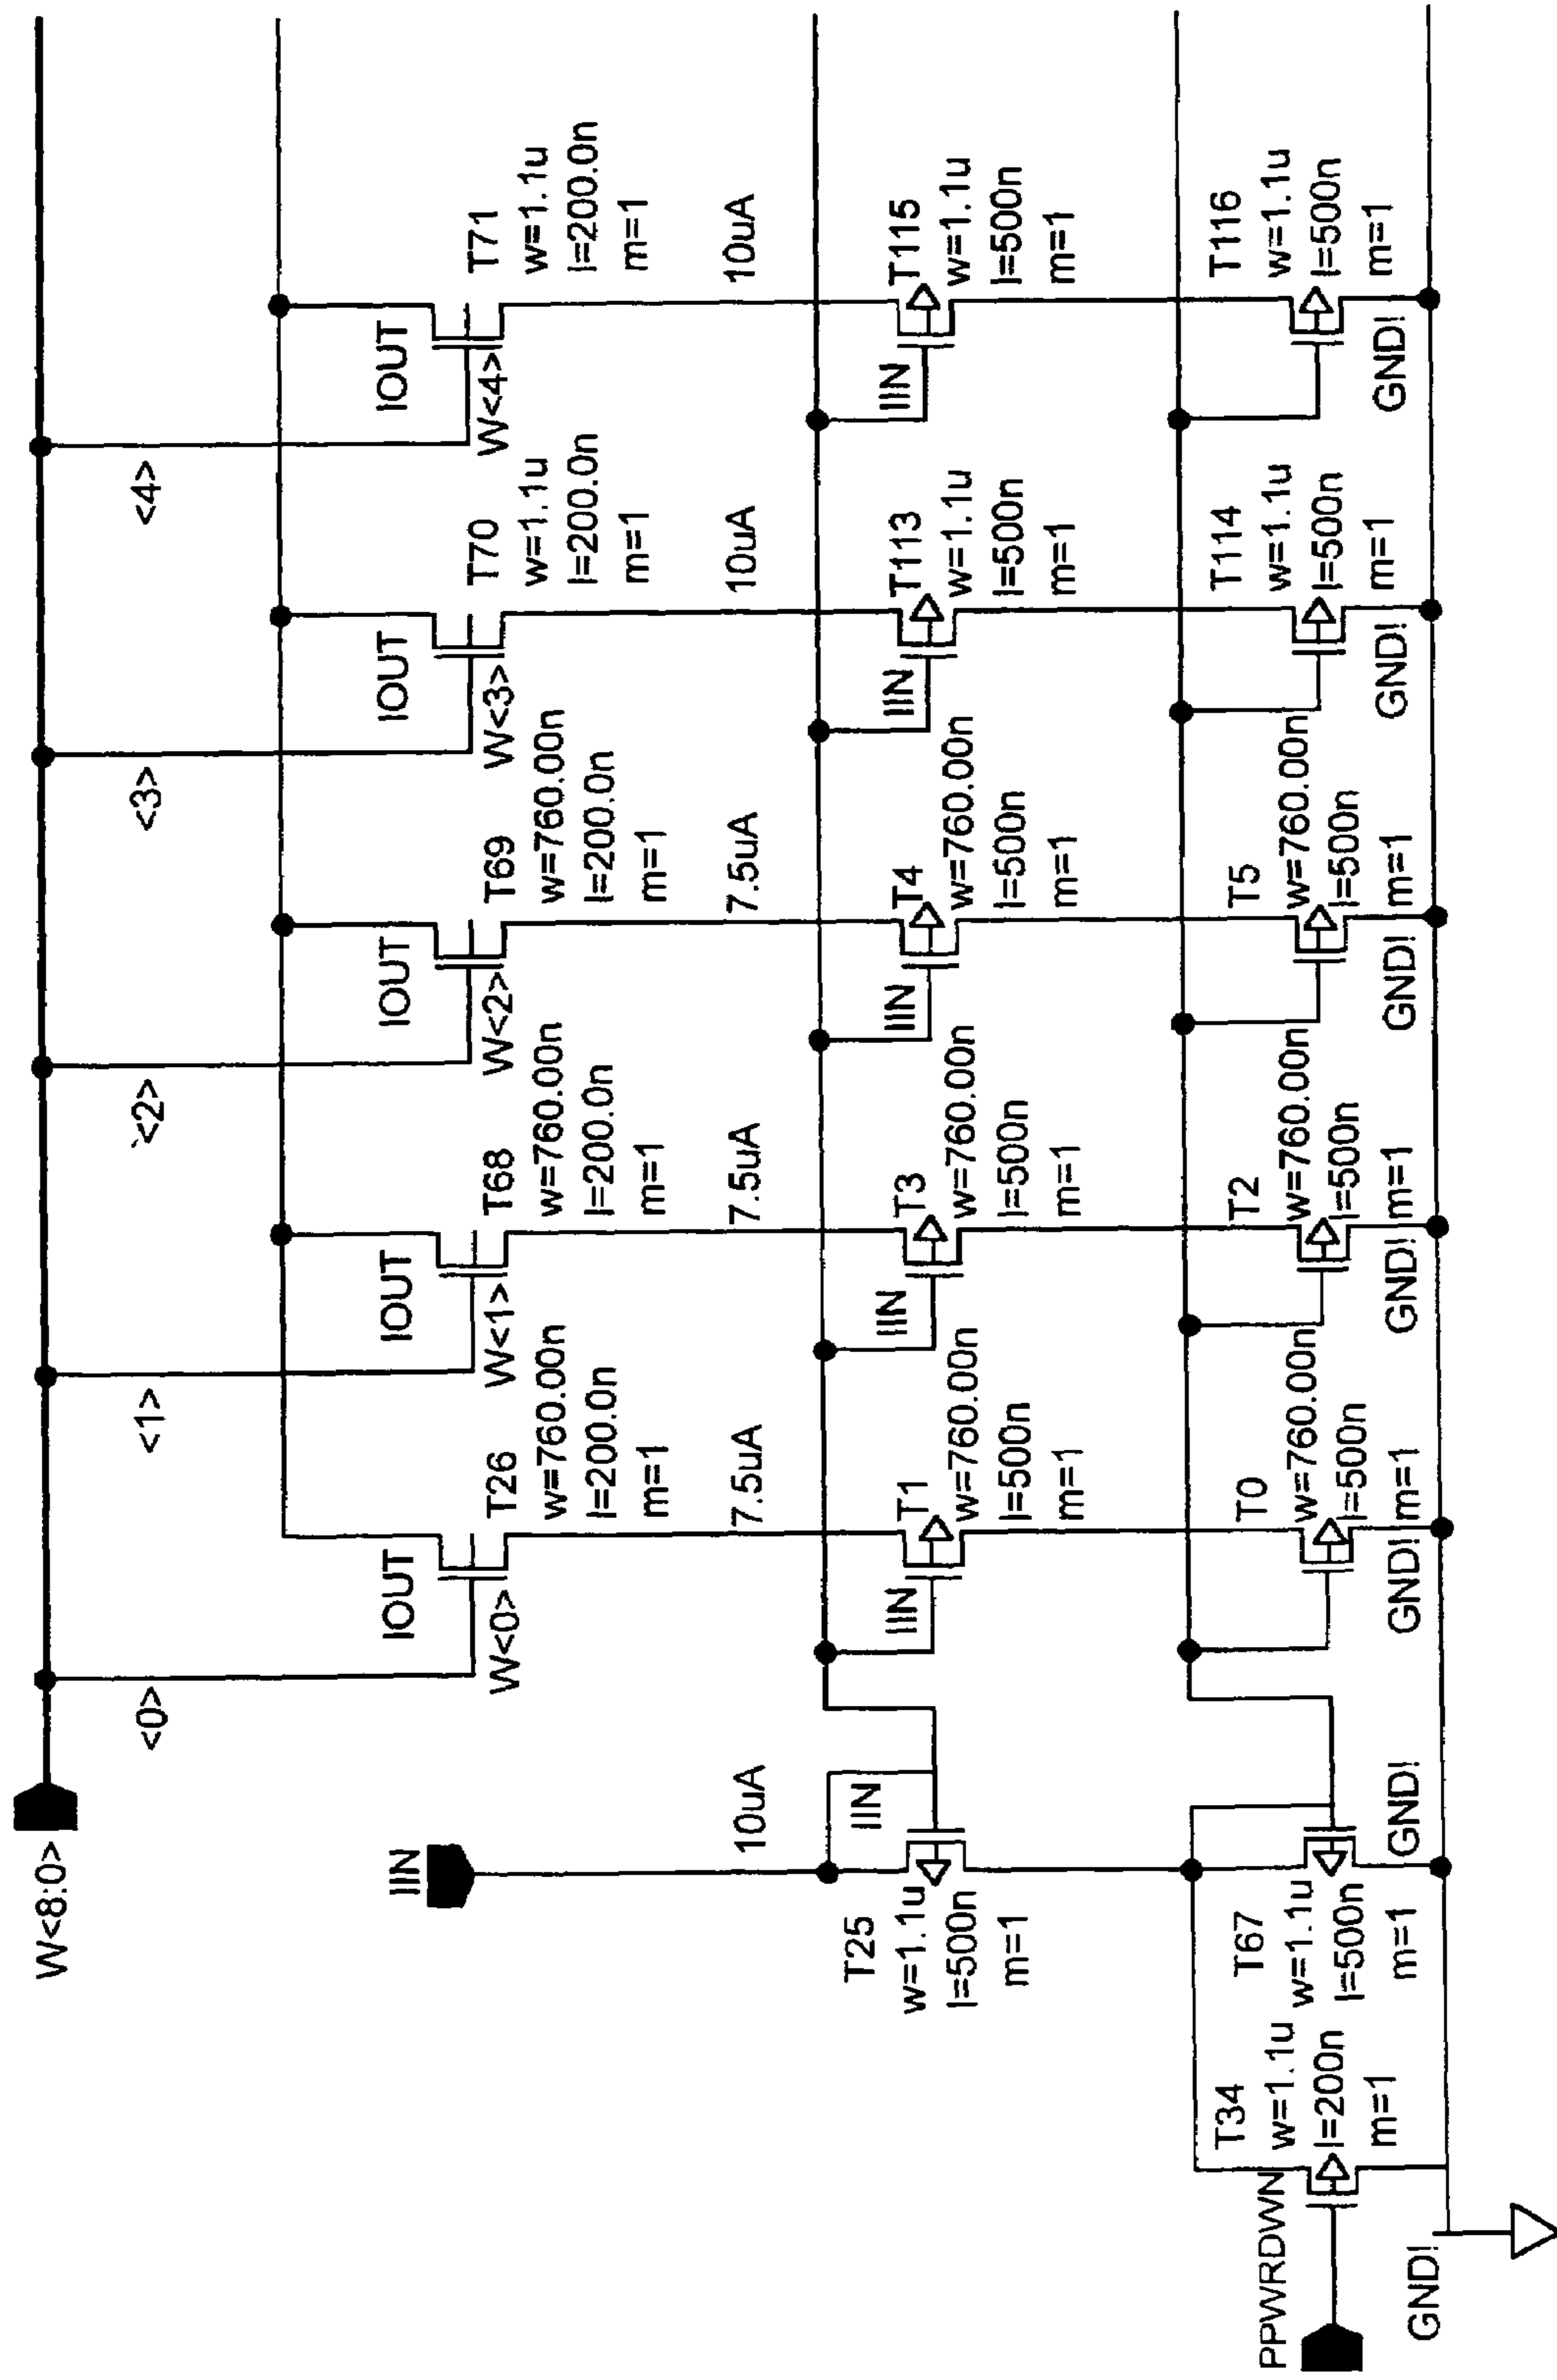 W<8:0>
<0>
<1>
<2>
<3>
<4>
IIN
10uA
IIN
T25
w=1.1u
l=500n
m=1
PPWRDWN
T34
w=1.1u
l=200n
m=1
GND!
T67
w=1.1u
l=500n
m=1
GND!
IOUT
W<0>
T26
w=760.00n
l=200.0n
m=1
7.5uA
IIN
T1
w=760.00n
l=500n
m=1
T0
w=760.00n
l=500n
m=1
GND!
IOUT
W<1>
T68
w=760.00n
l=200.0n
m=1
7.5uA
IIN
T3
w=760.00n
l=500n
m=1
T2
w=760.00n
l=500n
m=1
GND!
IOUT
W<2>
T69
w=760.00n
l=200.0n
m=1
7.5uA
IIN
T4
w=760.00n
l=500n
m=1
T5
w=760.00n
l=500n
m=1
GND!
IOUT
W<3>
T70
w=1.1u
l=200.0n
m=1
10uA
IIN
T113
w=1.1u
l=500n
m=1
T114
w=1.1u
l=500n
m=1
GND!
IOUT
W<4>
T71
w=1.1u
l=200.0n
m=1
10uA
IIN
T115
w=1.1u
l=500n
m=1
T116
w=1.1u
l=500n
m=1
GND!